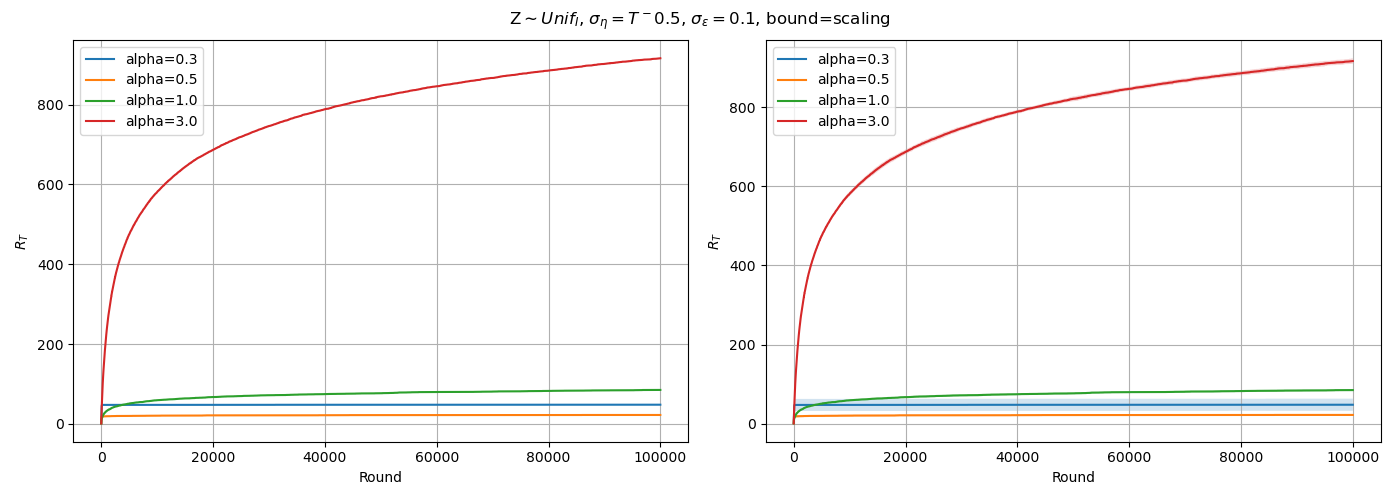 Z ∼ Unif_I, σ_η = T⁻0.5, σ_ε = 0.1, bound=scaling
alpha=0.3
alpha=0.5
alpha=1.0
alpha=3.0
800
600
400
200
0
R_T
0 20000 40000 60000 80000 100000
Round
alpha=0.3
alpha=0.5
alpha=1.0
alpha=3.0
800
600
400
200
0
R_T
0 20000 40000 60000 80000 100000
Round